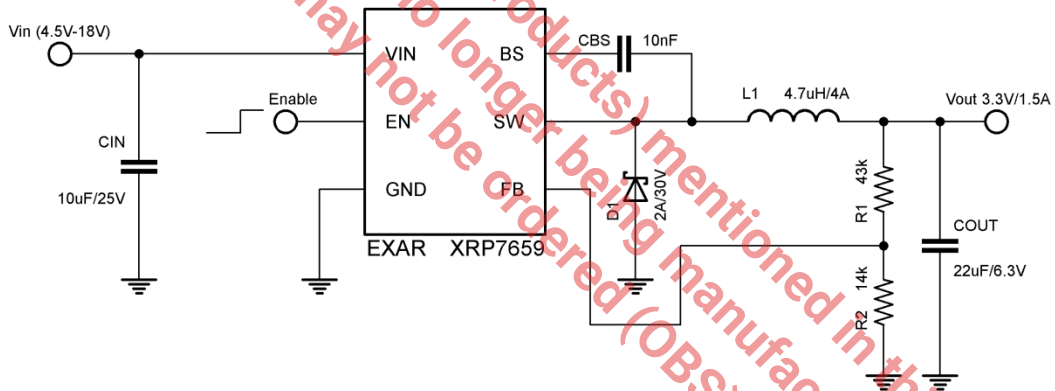 Vin (4.5V-18V)
CIN
10uF/25V
Enable
VIN
EN
GND
BS
SW
FB
EXAR XRP7659
CBS
10nF
D1
2A/30V
L1
4.7uH/4A
Vout 3.3V/1.5A
43k
R1
14k
R2
COUT
22uF/6.3V
products) mentioned in
no longer being manufac
may not be ordered (OBS)